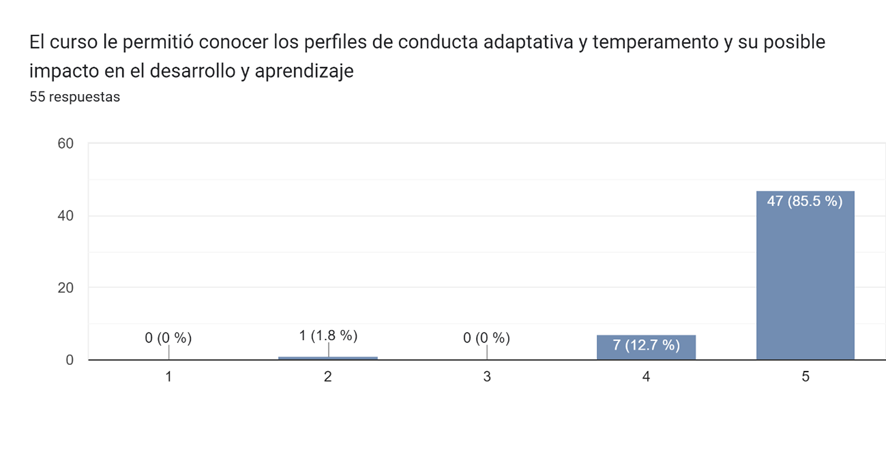 El curso le permitió conocer los perfiles de conducta adaptativa y temperamento y su posible
impacto en el desarrollo y aprendizaje
55 respuestas
60
40
20
0
0 (0 %)
1 (1.8 %)
0 (0 %)
7 (12.7 %)
47 (85.5 %)
1
2
3
4
5